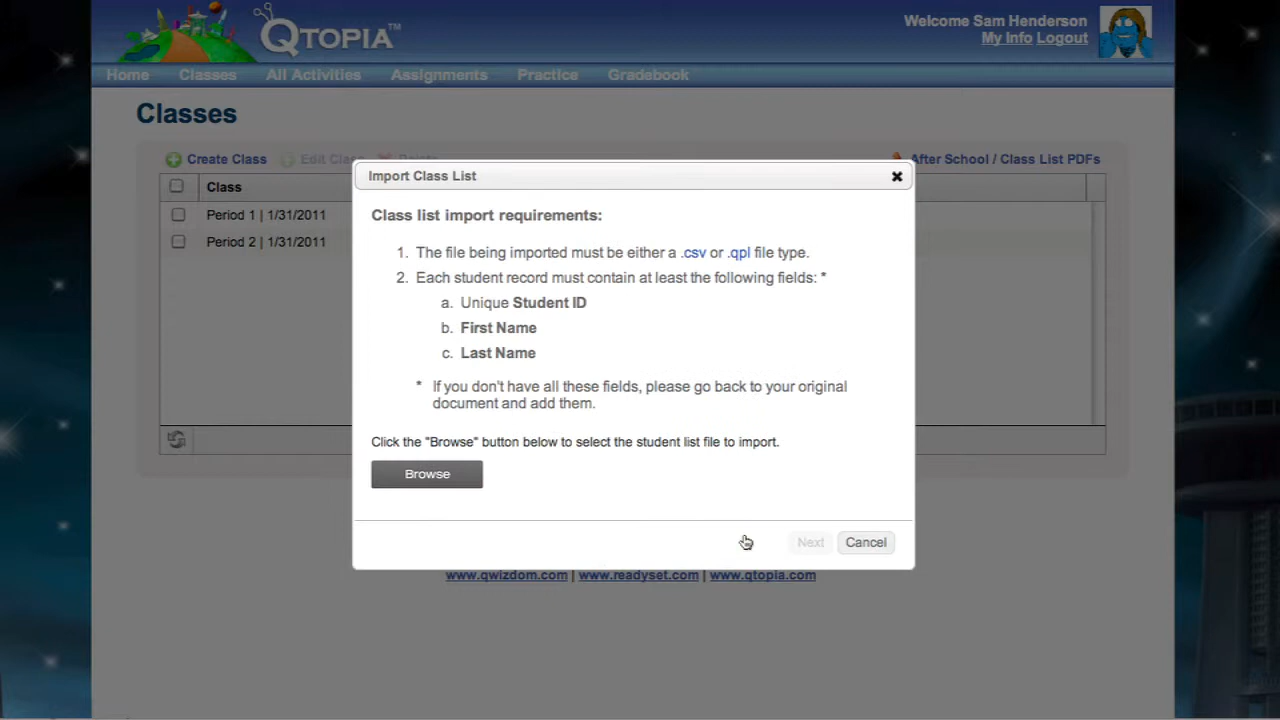 QTOPIA™
Welcome Sam Henderson
My Info Logout
Home Classes All Activities Assignments Practice Gradebook
Classes
Create Class Edit Class Delete After School / Class List PDFs
Class
Period 1 | 1/31/2011
Period 2 | 1/31/2011
Import Class List
Class list import requirements:
1. The file being imported must be either a .csv or .qpl file type.
2. Each student record must contain at least the following fields: *
a. Unique Student ID
b. First Name
c. Last Name
* If you don't have all these fields, please go back to your original
document and add them.
Click the "Browse" button below to select the student list file to import.
Browse
Next Cancel
www.qwizdom.com | www.readyset.com | www.qtopia.com